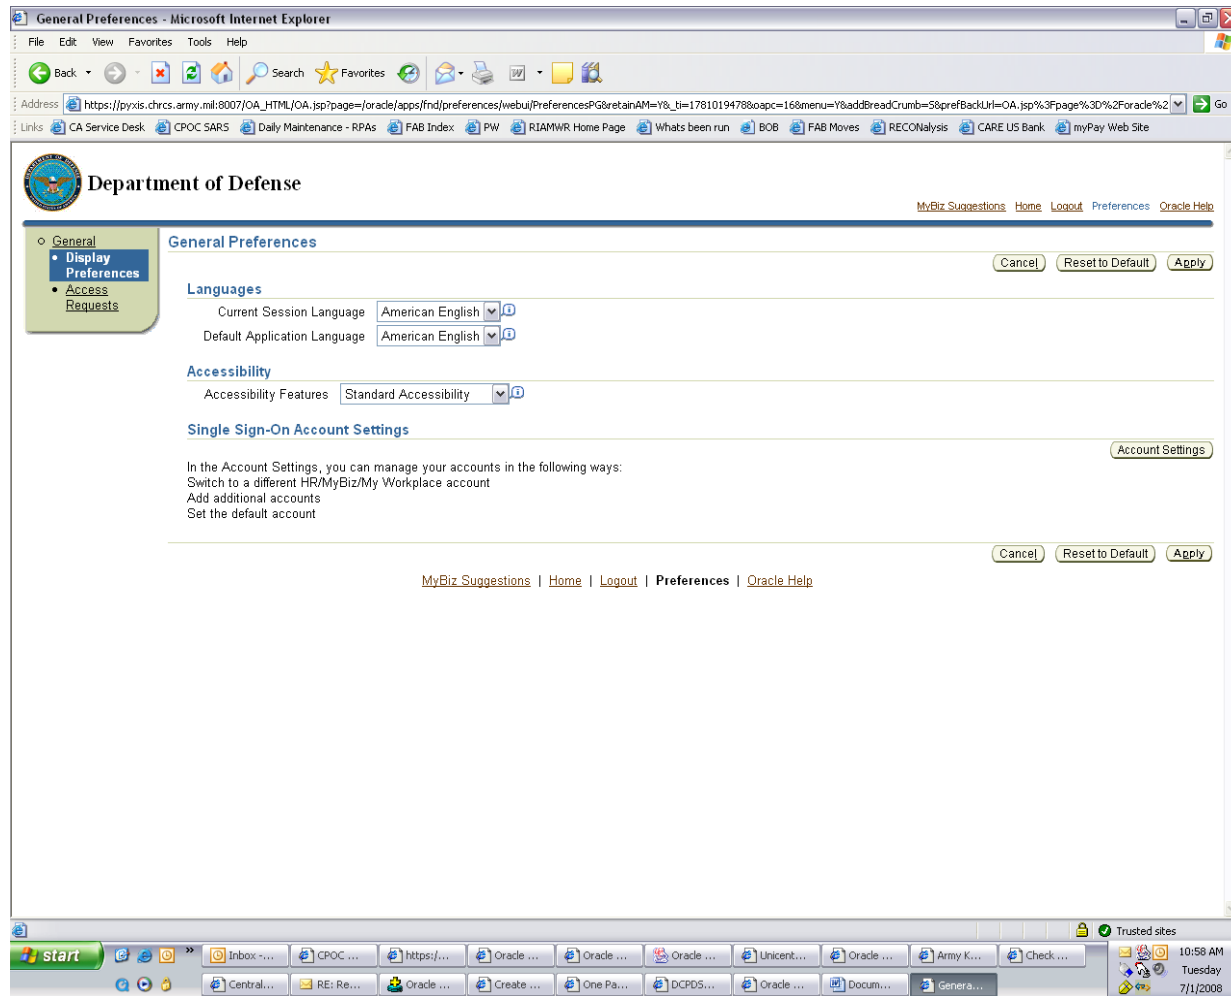 General Preferences - Microsoft Internet Explorer
File Edit View Favorites Tools Help
Back Search Favorites
Address https://pyxis.chrcs.army.mil:8007/OA_HTML/OA.jsp?page=/oracle/apps/fnd/preferences/webui/PreferencesPG&retainAM=Y&_ti=1781019478&oapc=16&menu=Y&addBreadCrumb=S&prefBackUrl=OA.jsp%3Fpage%3D%2Foracle%2 Go
Links CA Service Desk CPOC SARS Daily Maintenance - RPAs FAB Index PW RIAMWR Home Page Whats been run BOB FAB Moves RECONalysis CARE US Bank myPay Web Site
Department of Defense
MyBiz Suggestions Home Logout Preferences Oracle Help
General
Display
Preferences
Access
Requests
General Preferences
Cancel Reset to Default Apply
Languages
Current Session Language American English
Default Application Language American English
Accessibility
Accessibility Features Standard Accessibility
Single Sign-On Account Settings
Account Settings
In the Account Settings, you can manage your accounts in the following ways:
Switch to a different HR/MyBiz/My Workplace account
Add additional accounts
Set the default account
Cancel Reset to Default Apply
MyBiz Suggestions | Home | Logout | Preferences | Oracle Help
Trusted sites
start Inbox -... CPOC ... https:/... Oracle ... Oracle ... Oracle ... Unicent... Oracle ... Army K... Check ... 10:58 AM
Tuesday
Central... RE: Re... Oracle ... Create ... One Pa... DCPDS... Oracle ... Docum... Genera... 7/1/2008